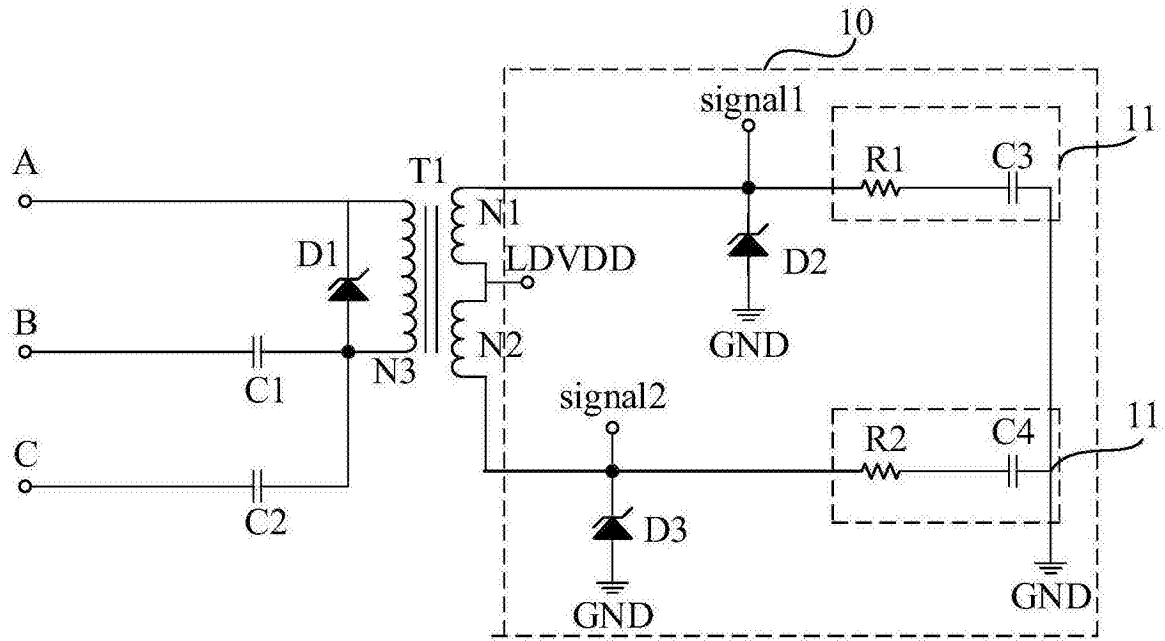 10
signal1
11
A
T1
R1
C3
N1
D1
LDVDD
D2
B
GND
N2
N3
C1
signal2
11
C
R2
C4
C2
D3
GND
GND